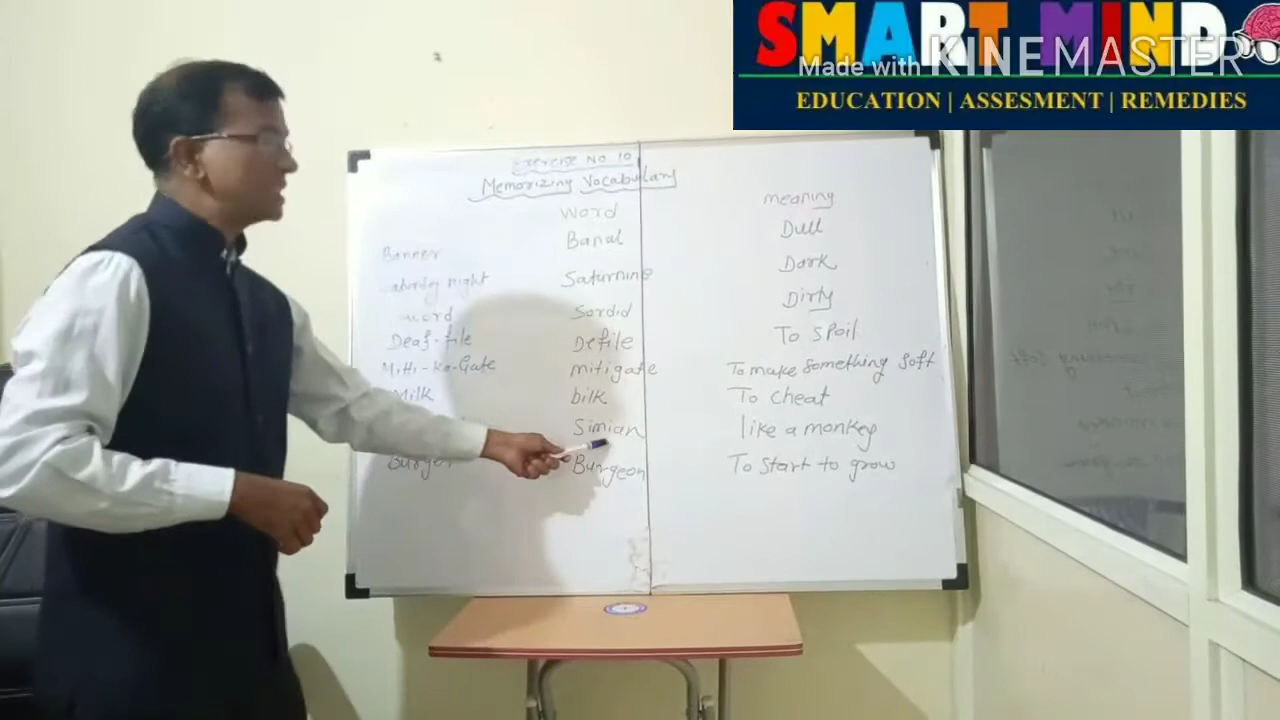 SMART MIND
Made with KINEMASTER
EDUCATION | ASSESMENT | REMEDIES
Exercise No 10
Memorizing Vocabulary
word meaning
Banner Banal Dull
night Saturnine Dark
word Sordid Dirty
Deaf-file Defile To spoil
Mitti-Ka-Gate mitigate To make something soft
Milk bilk To cheat
Simian like a monkey
Burger Burgeon To start to grow